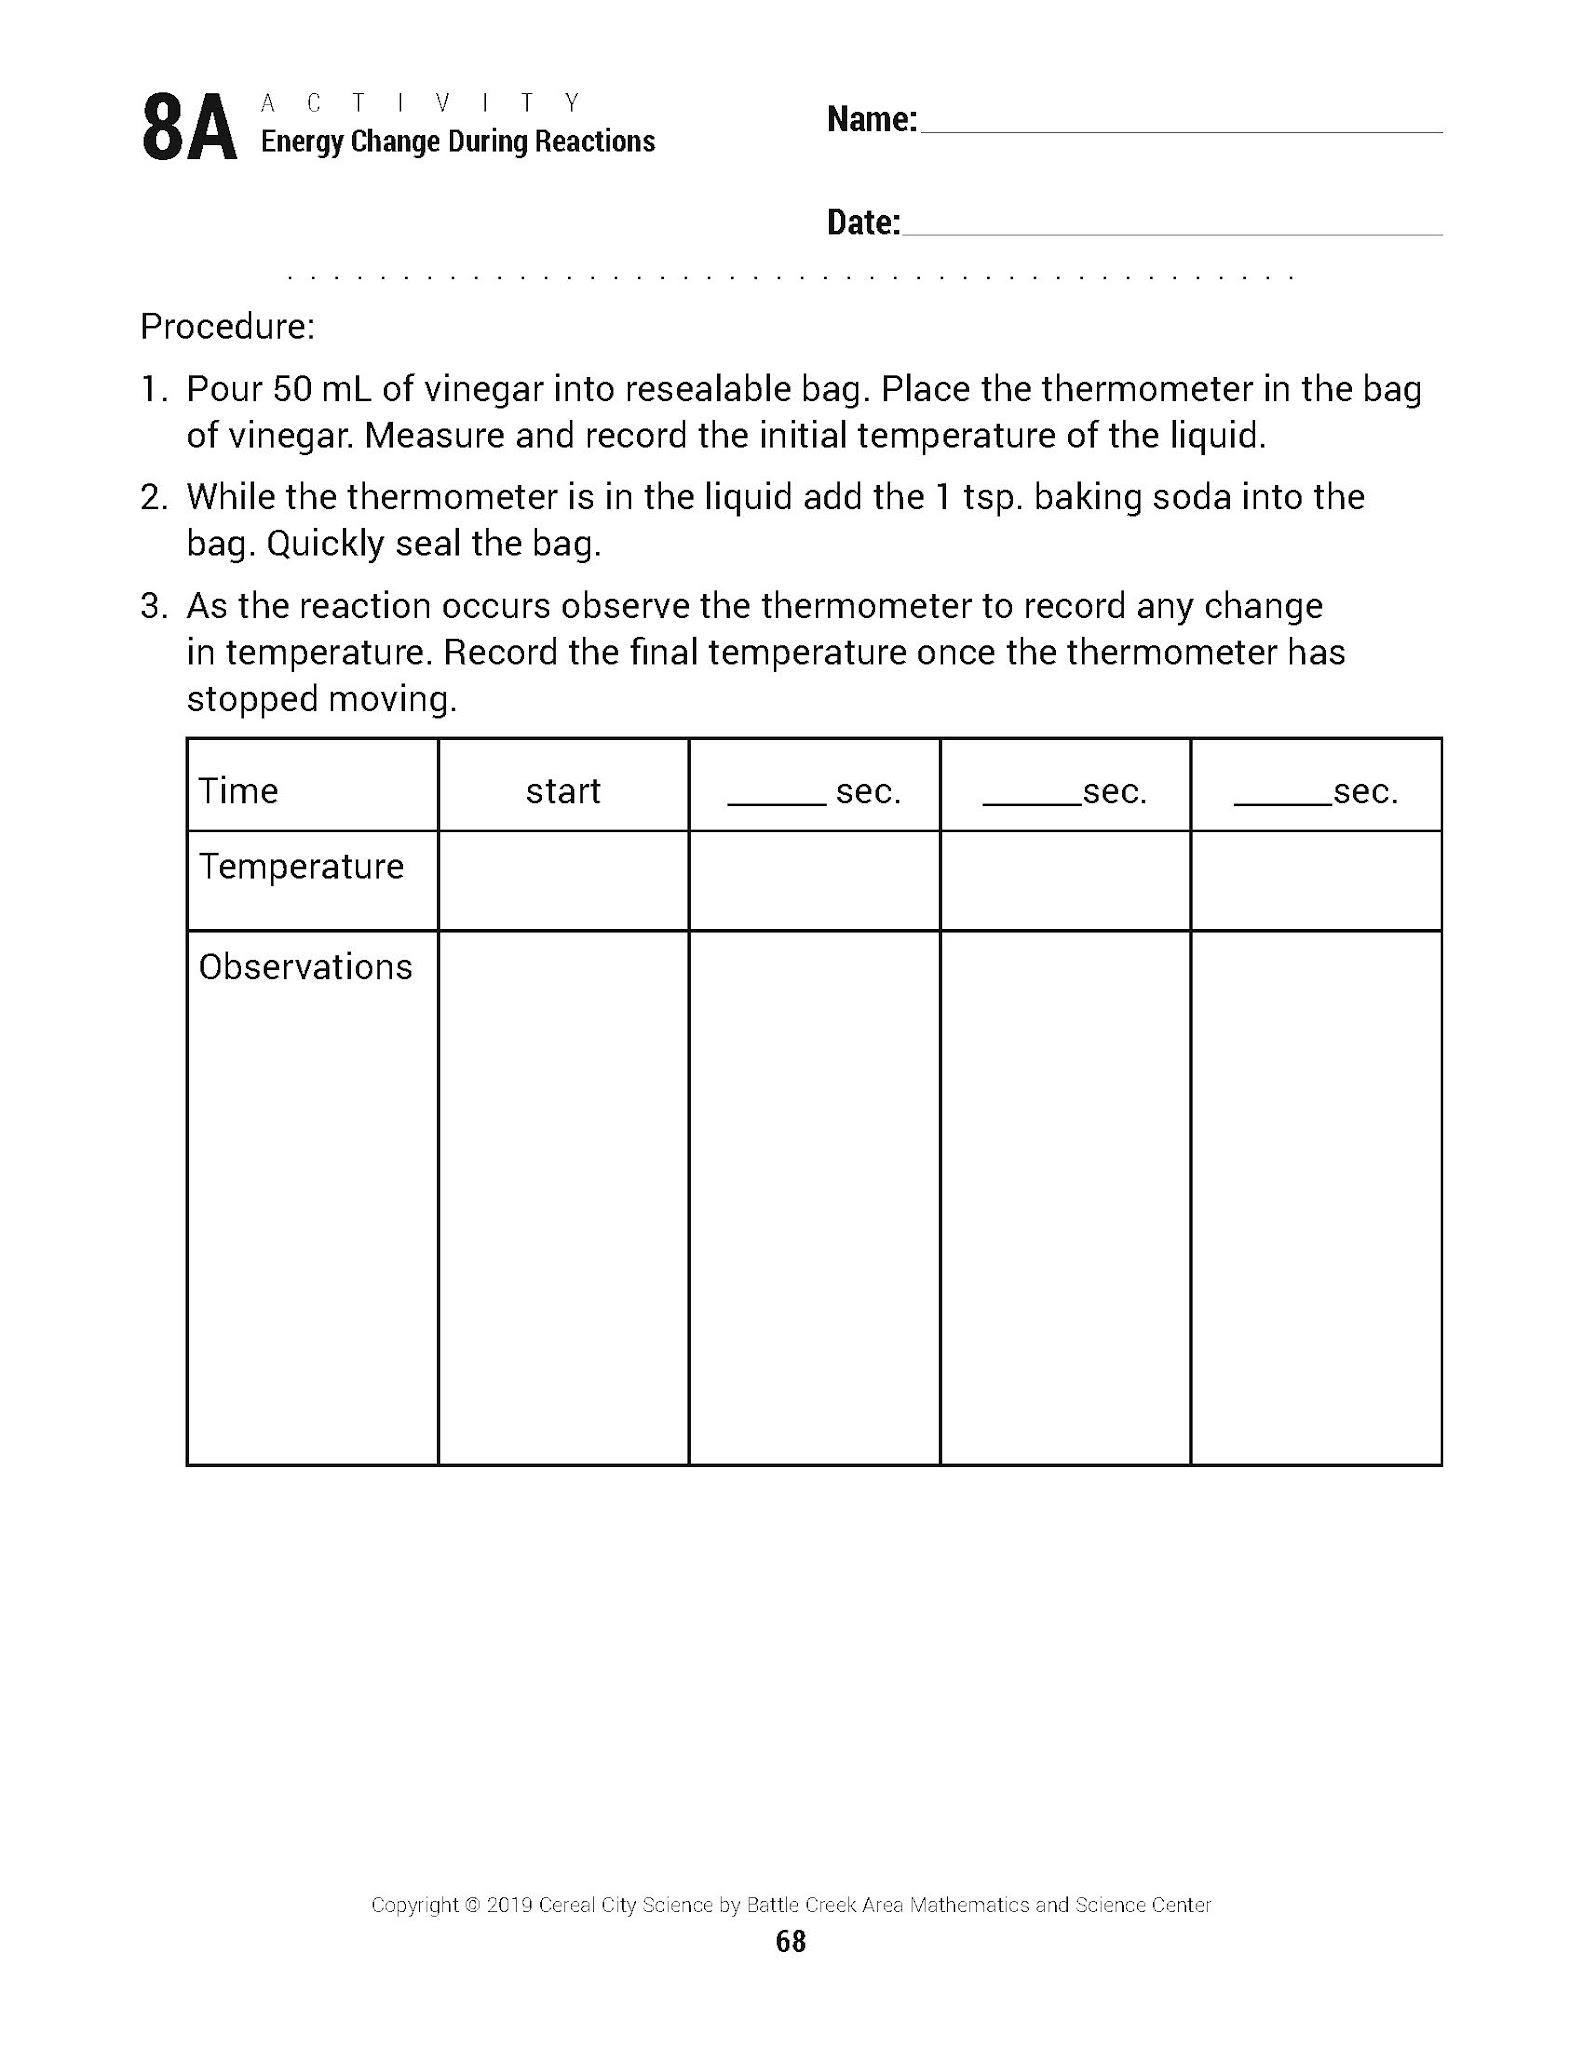 8A
A C T I V I T Y
Energy Change During Reactions
Name:
Date:
Procedure:
1. Pour 50 mL of vinegar into resealable bag. Place the thermometer in the bag
of vinegar. Measure and record the initial temperature of the liquid.
2. While the thermometer is in the liquid add the 1 tsp. baking soda into the
bag. Quickly seal the bag.
3. As the reaction occurs observe the thermometer to record any change
in temperature. Record the final temperature once the thermometer has
stopped moving.
Time start _____ sec. _____sec. _____sec.
Temperature
Observations
Copyright © 2019 Cereal City Science by Battle Creek Area Mathematics and Science Center
68